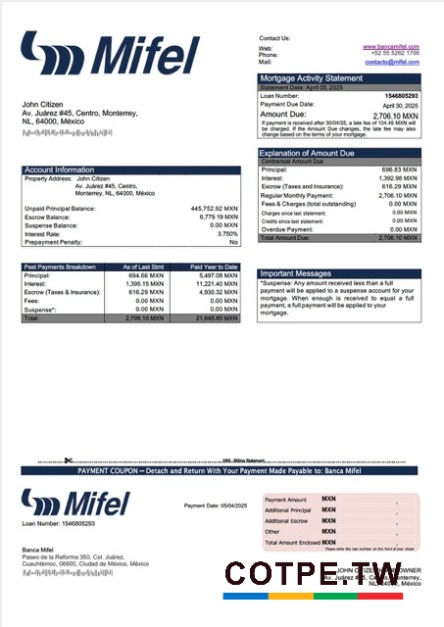 Mifel
Contact Us:
Web: www.bancamifel.com
Phone: +52 55 5262 1700
Mail: contacto@mifel.com
Mortgage Activity Statement
Statement Date: April 05, 2025
Loan Number: 1546805293
Payment Due Date: April 30, 2025
Amount Due: 2,706.10 MXN
If payment is received after 30/04/25, a late fee of 104.49 MXN will
be charged. If the Amount Due changes, the late fee may also
change based on the terms of your mortgage.
John Citizen
Av. Juárez #45, Centro, Monterrey,
NL, 64000, México
Explanation of Amount Due
Contractual Amount Due
Principal: 696.83 MXN
Interest: 1,392.98 MXN
Escrow (Taxes and Insurance): 616.29 MXN
Regular Monthly Payment: 2,706.10 MXN
Fees & Charges (total outstanding) 0.00 MXN
Charges since last statement: 0.00 MXN
Credits since last statement: 0.00 MXN
Overdue Payment: 0.00 MXN
Total Amount Due: 2,706.10 MXN
Account Information
Property Address: John Citizen
Av. Juárez #45, Centro,
Monterrey, NL, 64000, México
Unpaid Principal Balance: 445,752.92 MXN
Escrow Balance: 6,779.19 MXN
Suspense Balance: 0.00 MXN
Interest Rate: 3.750%
Prepayment Penalty: No
Past Payments Breakdown As of Last Stmt Paid Year to Date
Principal: 694.66 MXN 5,497.08 MXN
Interest: 1,395.15 MXN 11,221.40 MXN
Escrow (Taxes & Insurance): 616.29 MXN 4,930.32 MXN
Fees: 0.00 MXN 0.00 MXN
Suspense*: 0.00 MXN 0.00 MXN
Total: 2,706.10 MXN 21,648.80 MXN
Important Messages
*Suspense: Any amount received less than a full
payment will be applied to a suspense account for your
mortgage. When enough is received to equal a full
payment, a full payment will be applied to your
mortgage.
PAYMENT COUPON – Detach and Return With Your Payment Made Payable to: Banca Mifel
Mifel
Loan Number: 1546805293
Payment Date: 05/04/2025
Payment Amount MXN
Additional Principal MXN
Additional Escrow MXN
Other MXN
Total Amount Enclosed MXN
Please write the loan number on the front of your check.
Banca Mifel
Paseo de la Reforma 350, Col. Juárez,
Cuauhtémoc, 06600, Ciudad de México, México
COTPE.TW